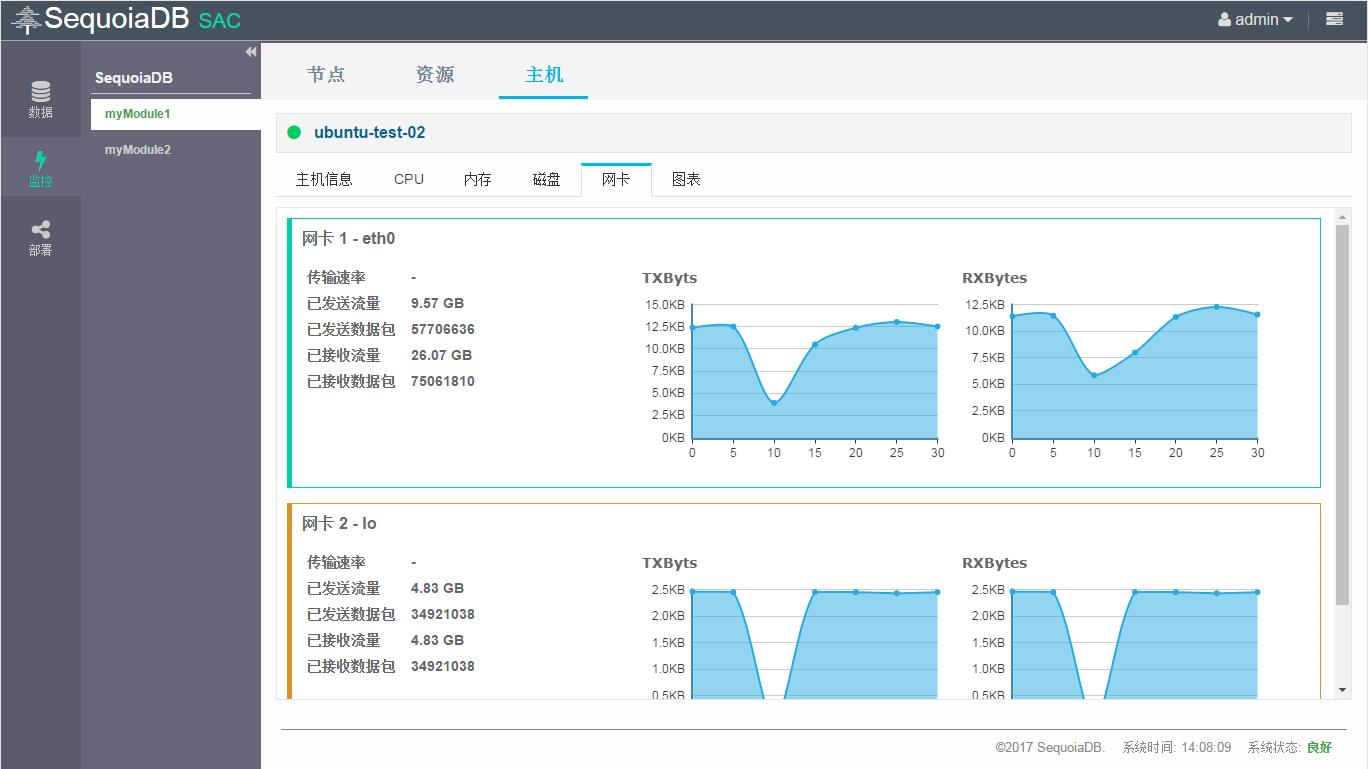 SequoiaDB SAC
admin
SequoiaDB
myModule1
myModule2
数据
监控
部署
节点 资源 主机
ubuntu-test-02
主机信息 CPU 内存 磁盘 网卡 图表
网卡 1 - eth0
传输速率 -
已发送流量 9.57 GB
已发送数据包 57706636
已接收流量 26.07 GB
已接收数据包 75061810
TXByts
15.0KB
12.5KB
10.0KB
7.5KB
5.0KB
2.5KB
0KB
0 5 10 15 20 25 30
RXBytes
12.5KB
10.0KB
7.5KB
5.0KB
2.5KB
0KB
0 5 10 15 20 25 30
网卡 2 - lo
传输速率 -
已发送流量 4.83 GB
已发送数据包 34921038
已接收流量 4.83 GB
已接收数据包 34921038
TXByts
2.5KB
2.0KB
1.5KB
1.0KB
0.5KB
RXBytes
2.5KB
2.0KB
1.5KB
1.0KB
0.5KB
©2017 SequoiaDB. 系统时间: 14:08:09 系统状态: 良好